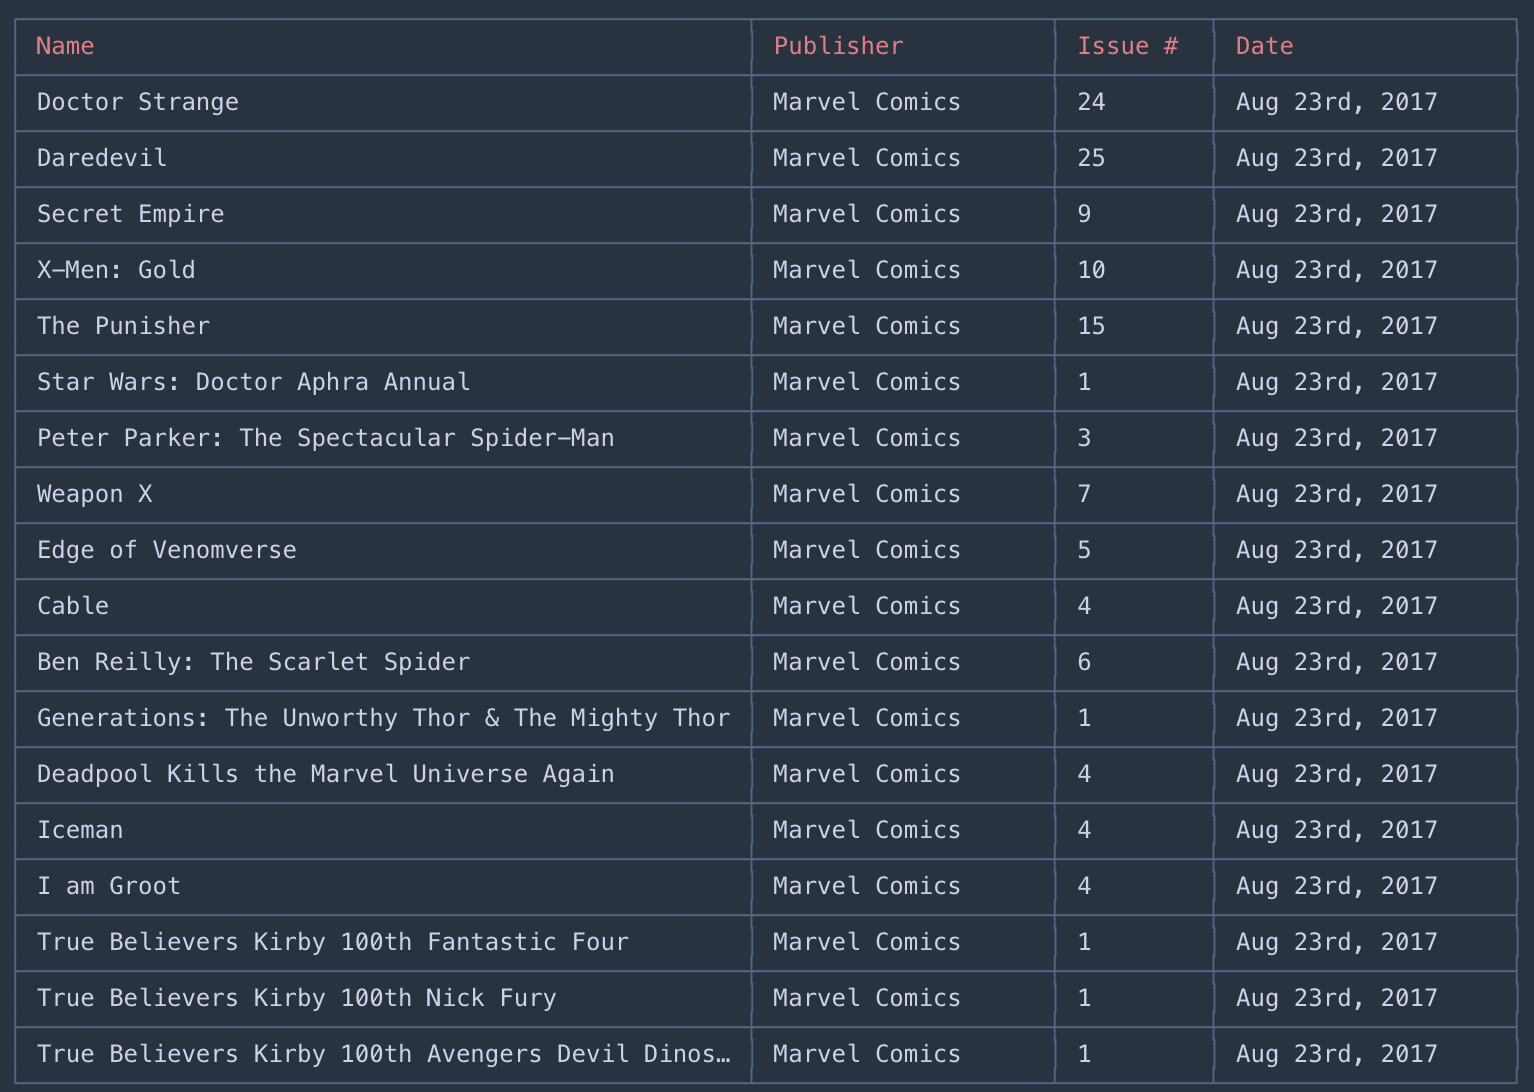 Name Publisher Issue # Date
Doctor Strange Marvel Comics 24 Aug 23rd, 2017
Daredevil Marvel Comics 25 Aug 23rd, 2017
Secret Empire Marvel Comics 9 Aug 23rd, 2017
X-Men: Gold Marvel Comics 10 Aug 23rd, 2017
The Punisher Marvel Comics 15 Aug 23rd, 2017
Star Wars: Doctor Aphra Annual Marvel Comics 1 Aug 23rd, 2017
Peter Parker: The Spectacular Spider-Man Marvel Comics 3 Aug 23rd, 2017
Weapon X Marvel Comics 7 Aug 23rd, 2017
Edge of Venomverse Marvel Comics 5 Aug 23rd, 2017
Cable Marvel Comics 4 Aug 23rd, 2017
Ben Reilly: The Scarlet Spider Marvel Comics 6 Aug 23rd, 2017
Generations: The Unworthy Thor & The Mighty Thor Marvel Comics 1 Aug 23rd, 2017
Deadpool Kills the Marvel Universe Again Marvel Comics 4 Aug 23rd, 2017
Iceman Marvel Comics 4 Aug 23rd, 2017
I am Groot Marvel Comics 4 Aug 23rd, 2017
True Believers Kirby 100th Fantastic Four Marvel Comics 1 Aug 23rd, 2017
True Believers Kirby 100th Nick Fury Marvel Comics 1 Aug 23rd, 2017
True Believers Kirby 100th Avengers Devil Dinos… Marvel Comics 1 Aug 23rd, 2017